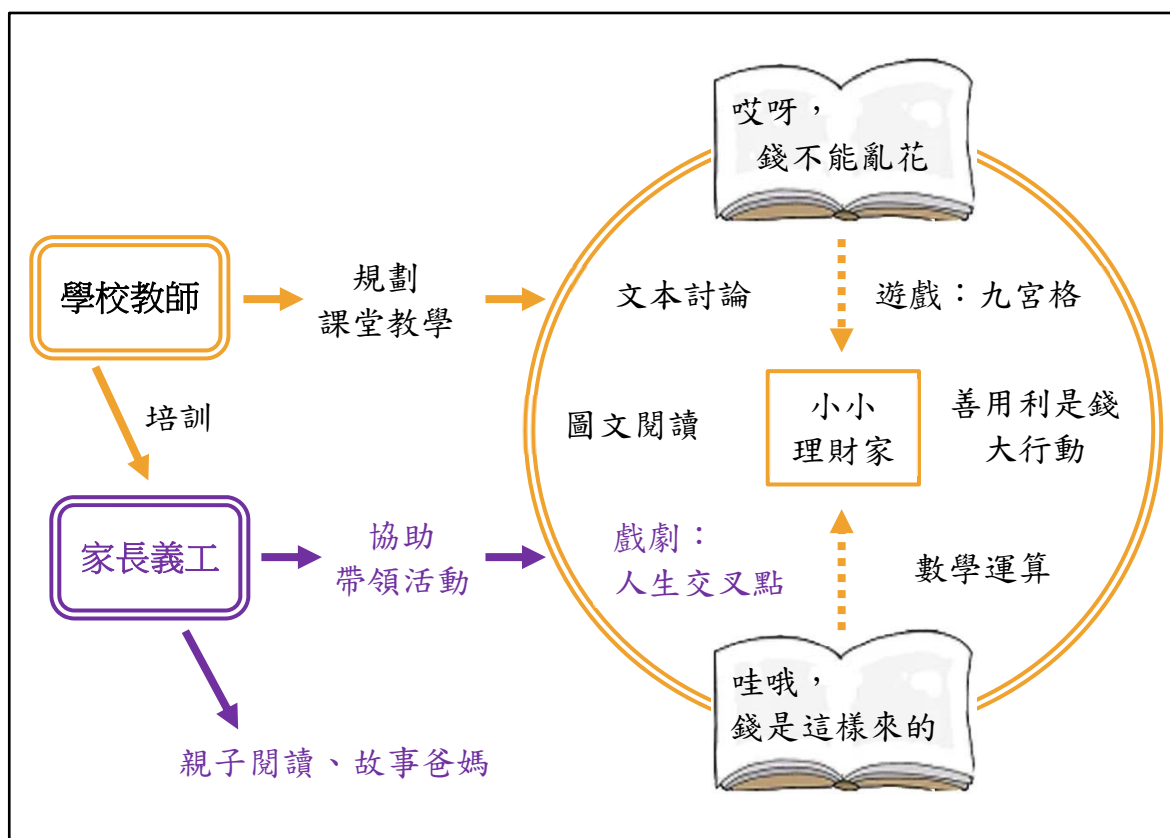 哎呀，
錢不能亂花
學校教師
規劃
課堂教學
文本討論
遊戲：九宮格
培訓
圖文閱讀
小小
理財家
善用利是錢
大行動
家長義工
協助
帶領活動
戲劇：
人生交叉點
數學運算
哇哦，
錢是這樣來的
親子閱讀、故事爸媽